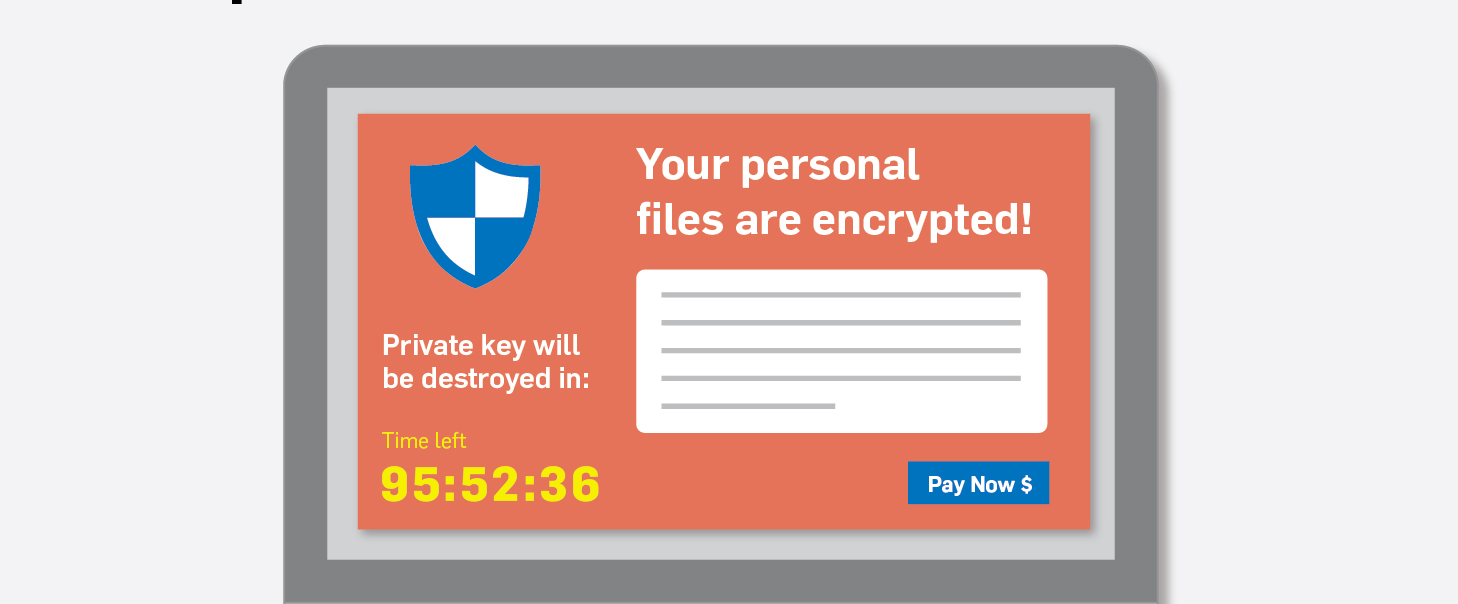 Your personal
files are encrypted!
Private key will
be destroyed in:
Time left
95:52:36
Pay Now $